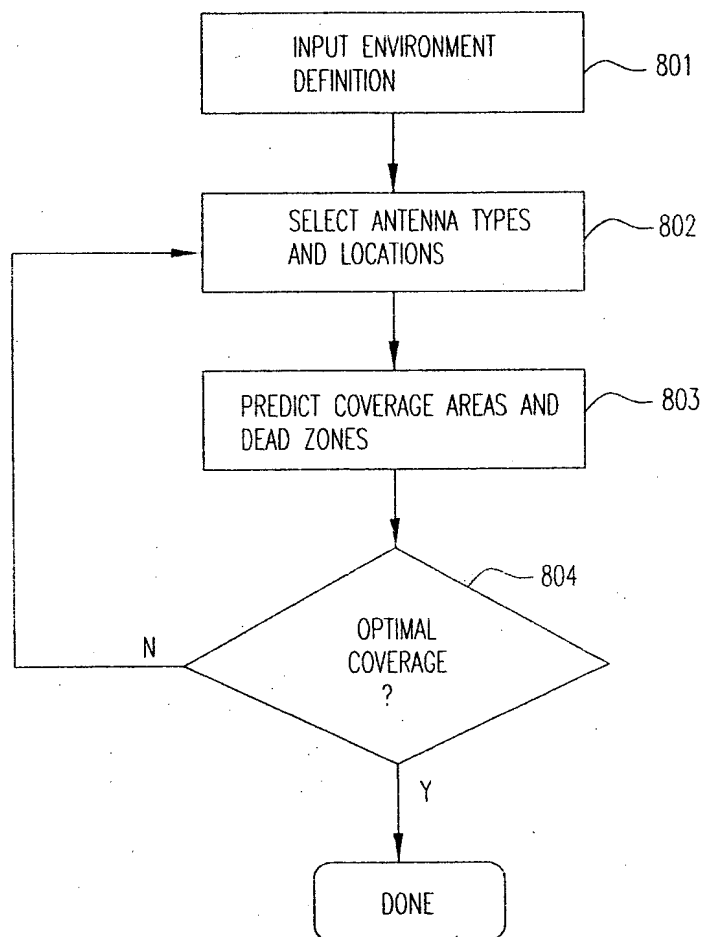 INPUT ENVIRONMENT
DEFINITION
801
SELECT ANTENNA TYPES
AND LOCATIONS
802
PREDICT COVERAGE AREAS AND
DEAD ZONES
803
804
OPTIMAL
COVERAGE
?
N
Y
DONE